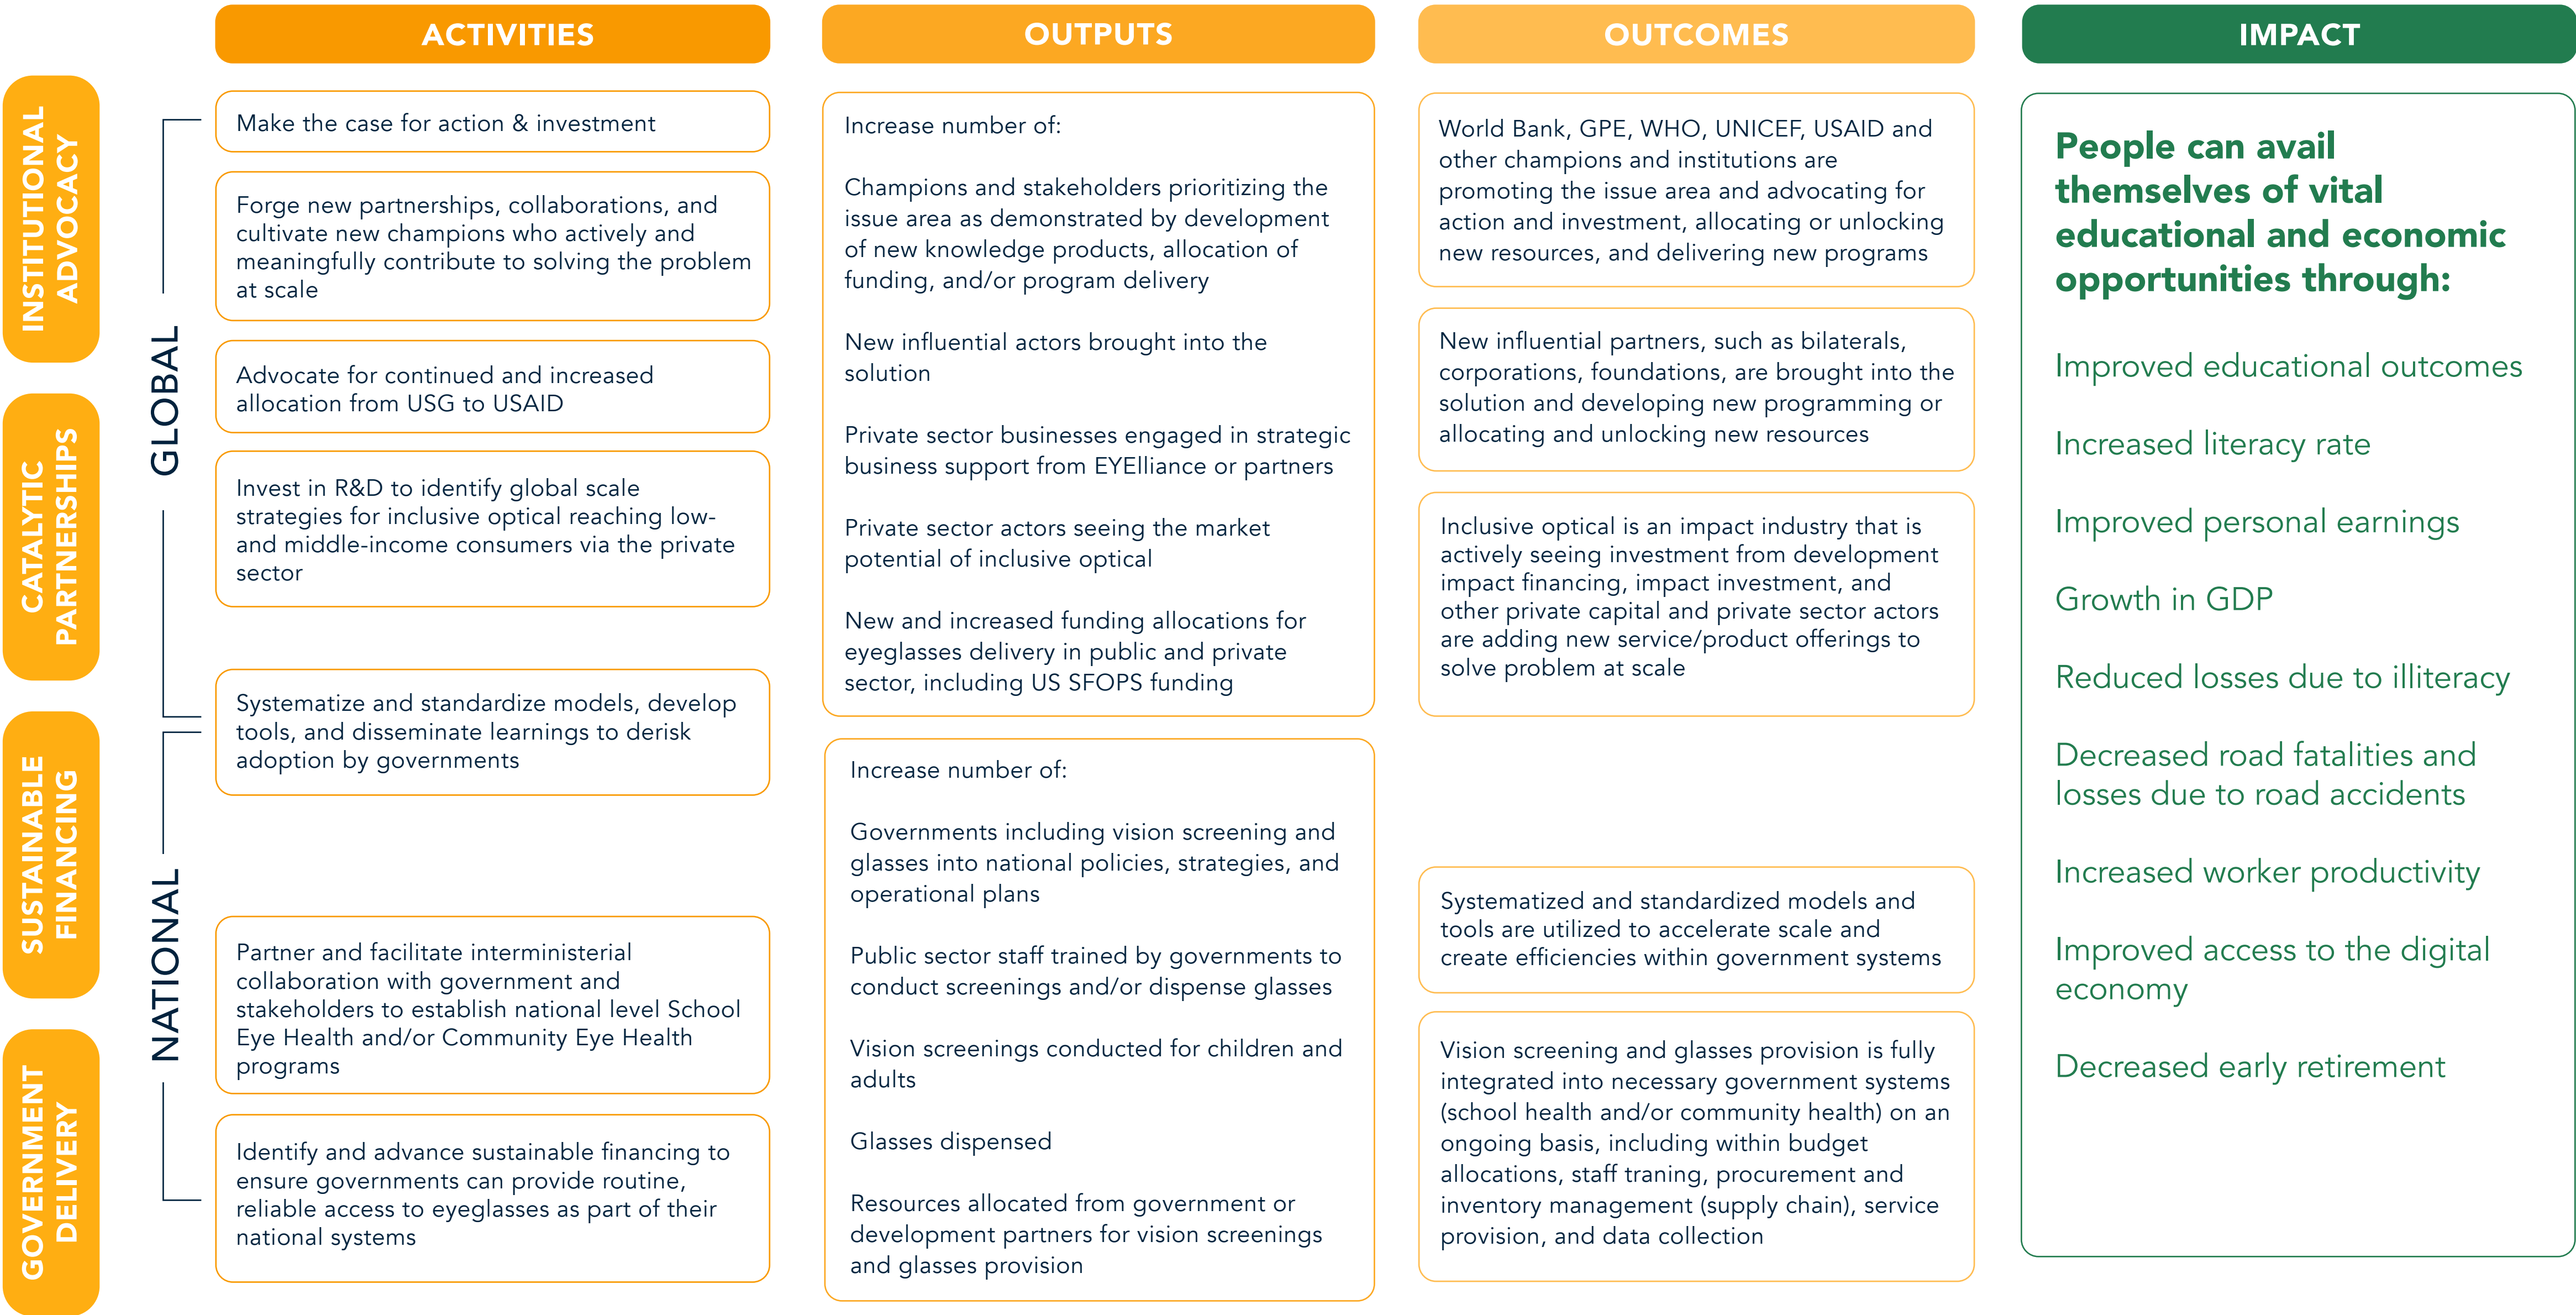 ACTIVITIES
OUTPUTS
OUTCOMES
IMPACT
INSTITUTIONAL
ADVOCACY
CATALYTIC
PARTNERSHIPS
SUSTAINABLE
FINANCING
GOVERNMENT
DELIVERY
GLOBAL
NATIONAL
Make the case for action & investment
Forge new partnerships, collaborations, and
cultivate new champions who actively and
meaningfully contribute to solving the problem
at scale
Advocate for continued and increased
allocation from USG to USAID
Invest in R&D to identify global scale
strategies for inclusive optical reaching low-
and middle-income consumers via the private
sector
Systematize and standardize models, develop
tools, and disseminate learnings to derisk
adoption by governments
Partner and facilitate interministerial
collaboration with government and
stakeholders to establish national level School
Eye Health and/or Community Eye Health
programs
Identify and advance sustainable financing to
ensure governments can provide routine,
reliable access to eyeglasses as part of their
national systems
Increase number of:
Champions and stakeholders prioritizing the
issue area as demonstrated by development
of new knowledge products, allocation of
funding, and/or program delivery
New influential actors brought into the
solution
Private sector businesses engaged in strategic
business support from EYElliance or partners
Private sector actors seeing the market
potential of inclusive optical
New and increased funding allocations for
eyeglasses delivery in public and private
sector, including US SFOPS funding
Increase number of:
Governments including vision screening and
glasses into national policies, strategies, and
operational plans
Public sector staff trained by governments to
conduct screenings and/or dispense glasses
Vision screenings conducted for children and
adults
Glasses dispensed
Resources allocated from government or
development partners for vision screenings
and glasses provision
World Bank, GPE, WHO, UNICEF, USAID and
other champions and institutions are
promoting the issue area and advocating for
action and investment, allocating or unlocking
new resources, and delivering new programs
New influential partners, such as bilaterals,
corporations, foundations, are brought into the
solution and developing new programming or
allocating and unlocking new resources
Inclusive optical is an impact industry that is
actively seeing investment from development
impact financing, impact investment, and
other private capital and private sector actors
are adding new service/product offerings to
solve problem at scale
Systematized and standardized models and
tools are utilized to accelerate scale and
create efficiencies within government systems
Vision screening and glasses provision is fully
integrated into necessary government systems
(school health and/or community health) on an
ongoing basis, including within budget
allocations, staff traning, procurement and
inventory management (supply chain), service
provision, and data collection
People can avail
themselves of vital
educational and economic
opportunities through:
Improved educational outcomes
Increased literacy rate
Improved personal earnings
Growth in GDP
Reduced losses due to illiteracy
Decreased road fatalities and
losses due to road accidents
Increased worker productivity
Improved access to the digital
economy
Decreased early retirement